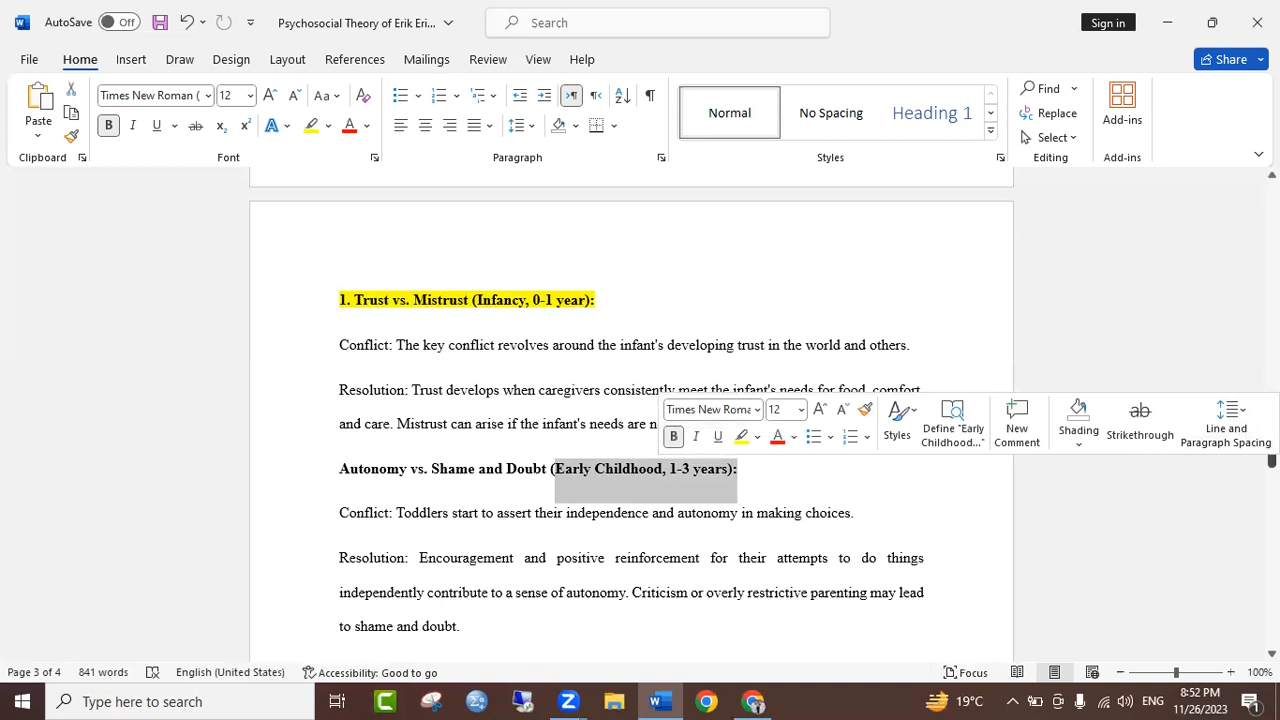 AutoSave Off Psychosocial Theory of Erik Eri... Search Sign in
File Home Insert Draw Design Layout References Mailings Review View Help Share
Paste Times New Roman ( 12 Aa Normal No Spacing Heading 1 Find Replace Select Add-ins
Clipboard Font Paragraph Styles Editing Add-ins
1. Trust vs. Mistrust (Infancy, 0-1 year):
Conflict: The key conflict revolves around the infant's developing trust in the world and others.
Resolution: Trust develops when caregivers consistently meet the infant's needs for food, comfort,
and care. Mistrust can arise if the infant's needs are n
Times New Roma 12 Styles Define "Early Childhood..." New Comment Shading Strikethrough Line and Paragraph Spacing
Autonomy vs. Shame and Doubt (Early Childhood, 1-3 years):
Conflict: Toddlers start to assert their independence and autonomy in making choices.
Resolution: Encouragement and positive reinforcement for their attempts to do things
independently contribute to a sense of autonomy. Criticism or overly restrictive parenting may lead
to shame and doubt.
Page 3 of 4 841 words English (United States) Accessibility: Good to go Focus 100%
Type here to search 19°C ENG 8:52 PM 11/26/2023